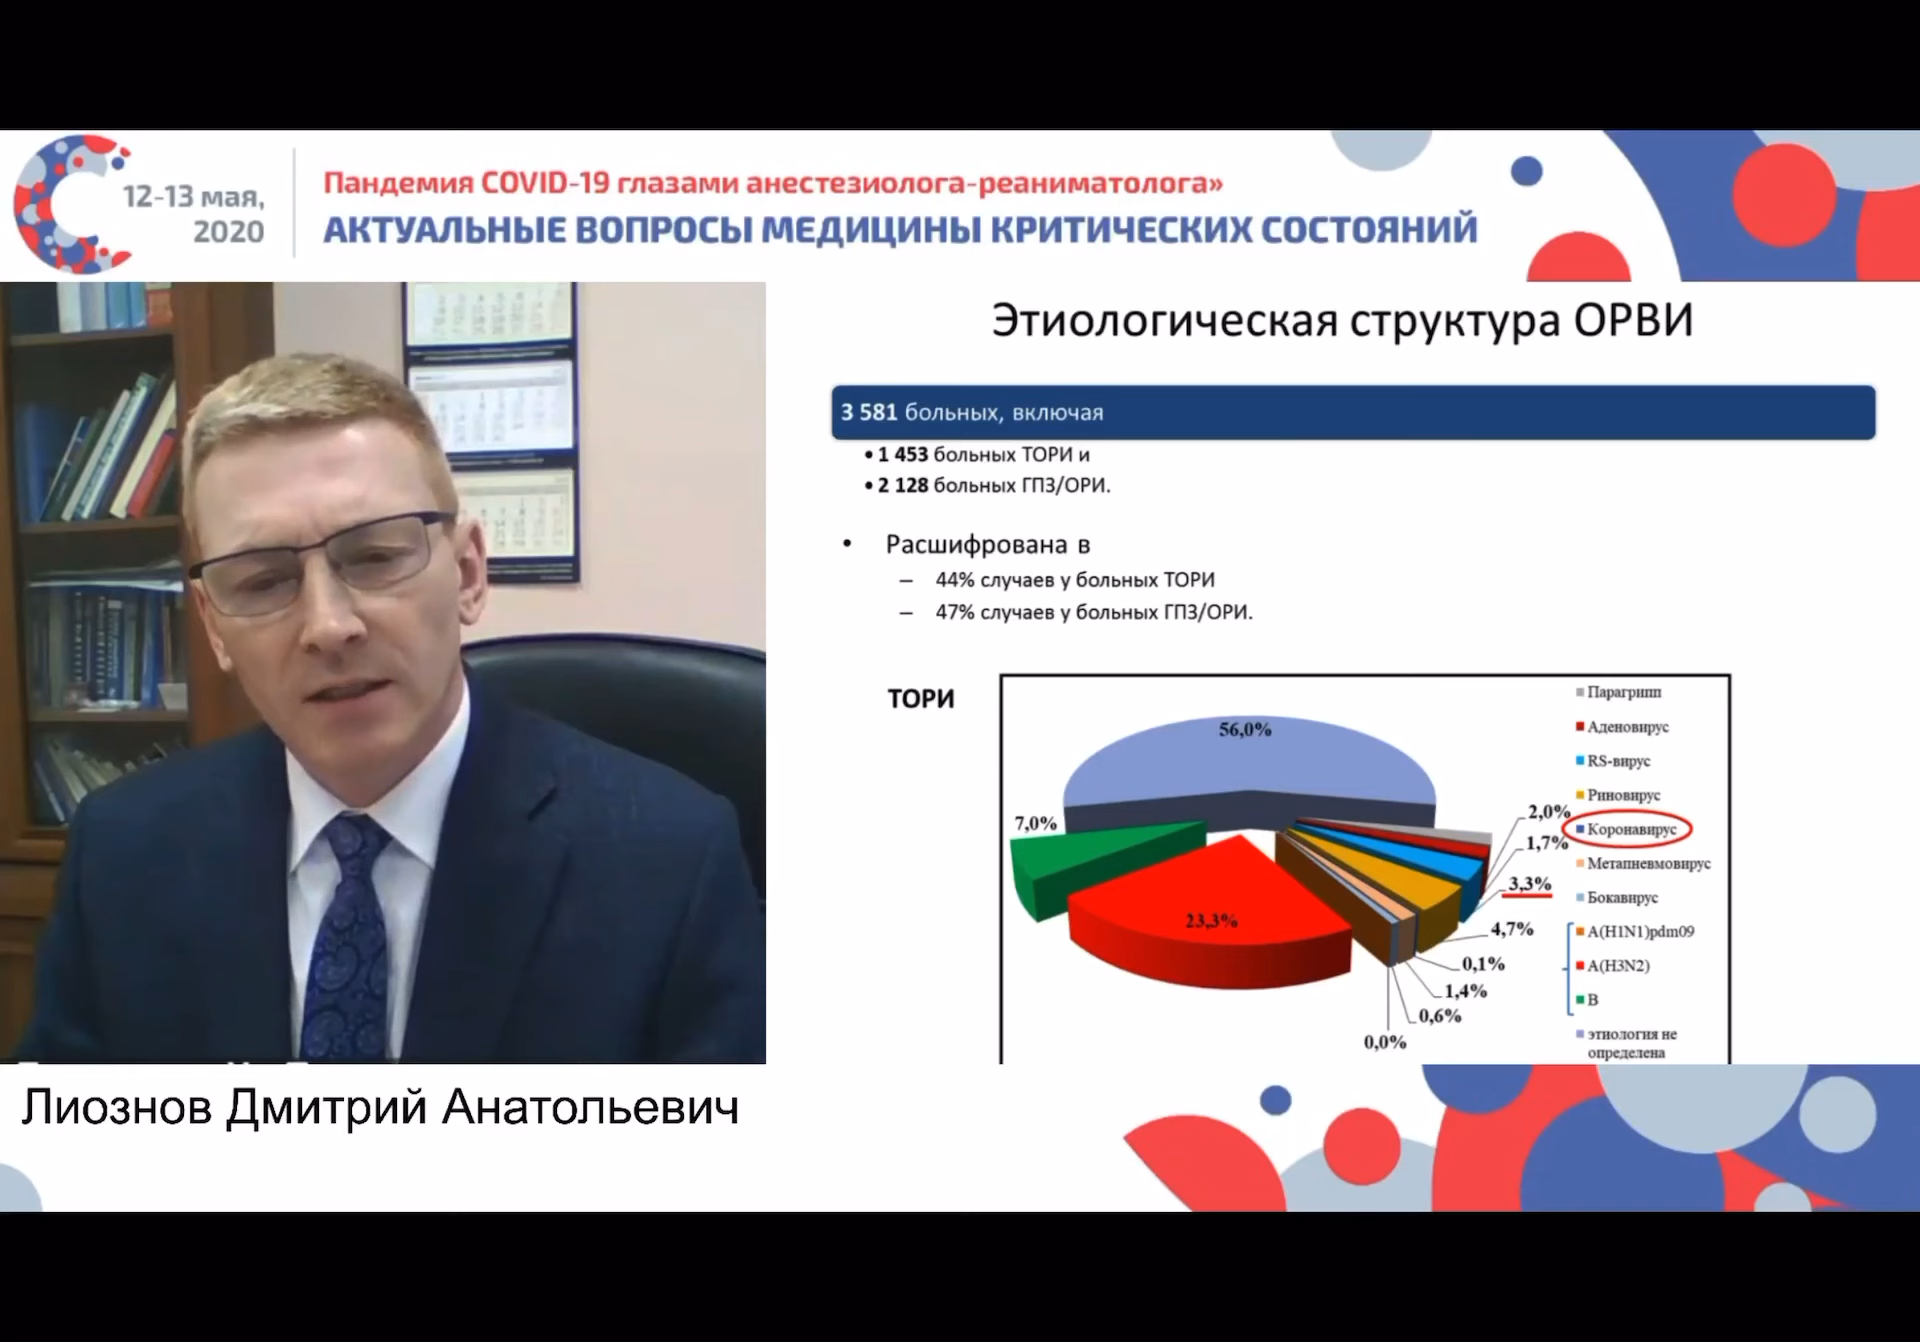 12-13 мая,
2020
Пандемия COVID-19 глазами анестезиолога-реаниматолога»
АКТУАЛЬНЫЕ ВОПРОСЫ МЕДИЦИНЫ КРИТИЧЕСКИХ СОСТОЯНИЙ
Этиологическая структура ОРВИ
3 581 больных, включая
• 1 453 больных ТОРИ и
• 2 128 больных ГПЗ/ОРИ.
• Расшифрована в
– 44% случаев у больных ТОРИ
– 47% случаев у больных ГПЗ/ОРИ.
ТОРИ
56,0%
7,0%
23,3%
2,0%
1,7%
3,3%
4,7%
0,1%
1,4%
0,6%
0,0%
Парагрипп
Аденовирус
RS-вирус
Риновирус
Коронавирус
Метапневмовирус
Бокавирус
A(H1N1)pdm09
A(H3N2)
B
этиология не
определена
Лиознов Дмитрий Анатольевич